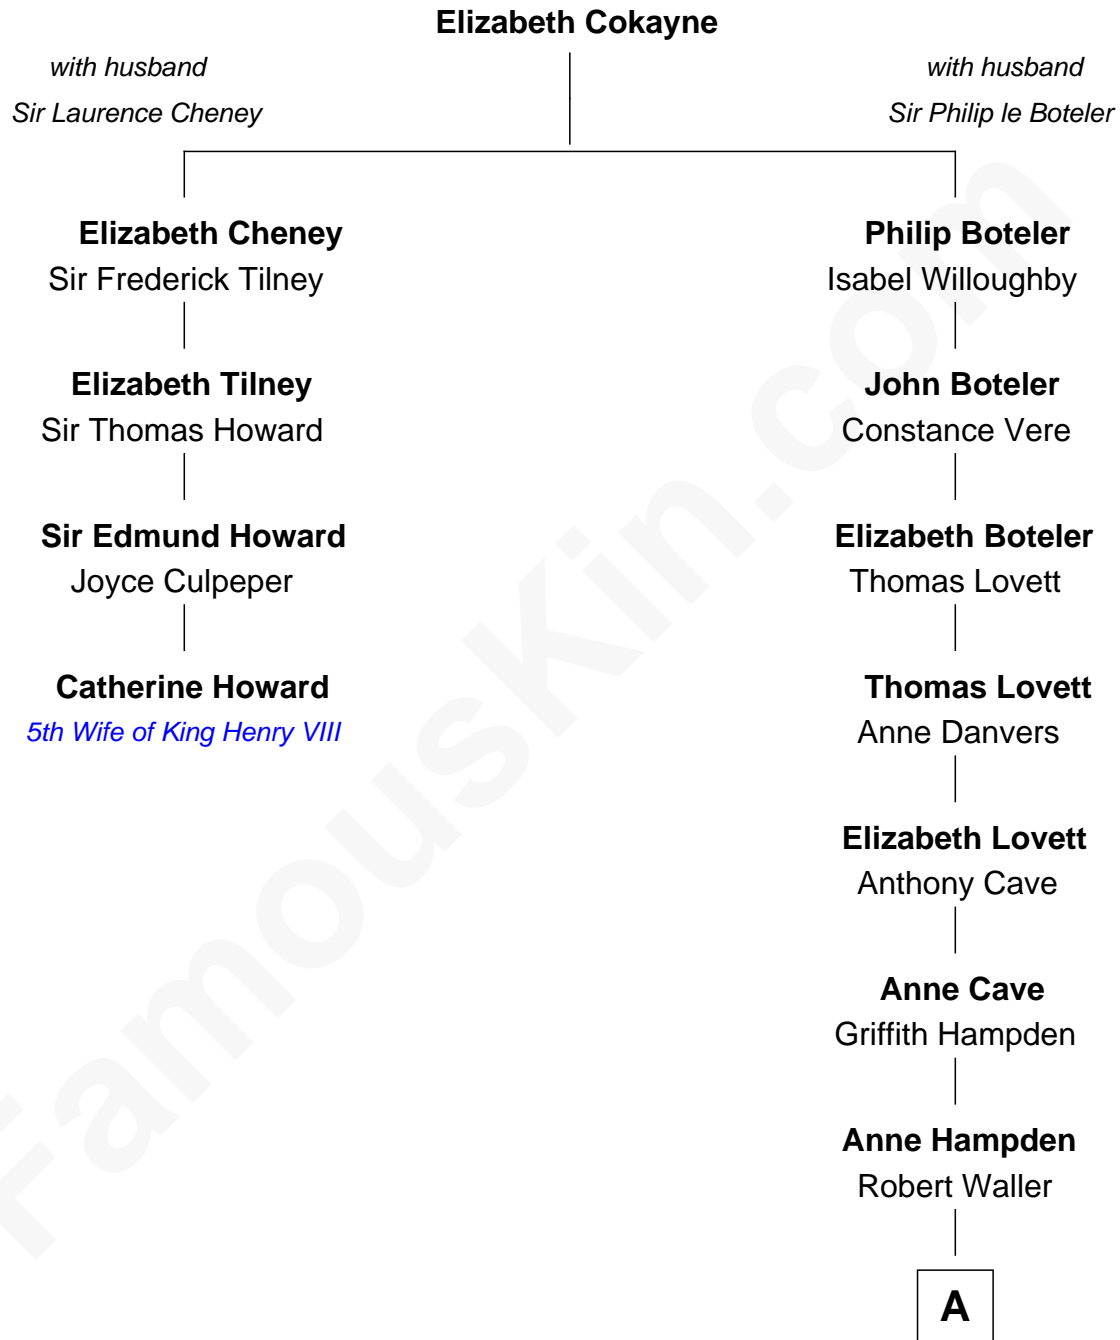 Elizabeth Cokayne
with husband
Sir Laurence Cheney
with husband
Sir Philip le Boteler
Elizabeth Cheney
Sir Frederick Tilney
Elizabeth Tilney
Sir Thomas Howard
Sir Edmund Howard
Joyce Culpeper
Catherine Howard
5th Wife of King Henry VIII
Philip Boteler
Isabel Willoughby
John Boteler
Constance Vere
Elizabeth Boteler
Thomas Lovett
Thomas Lovett
Anne Danvers
Elizabeth Lovett
Anthony Cave
Anne Cave
Griffith Hampden
Anne Hampden
Robert Waller
A
FamousKin.com